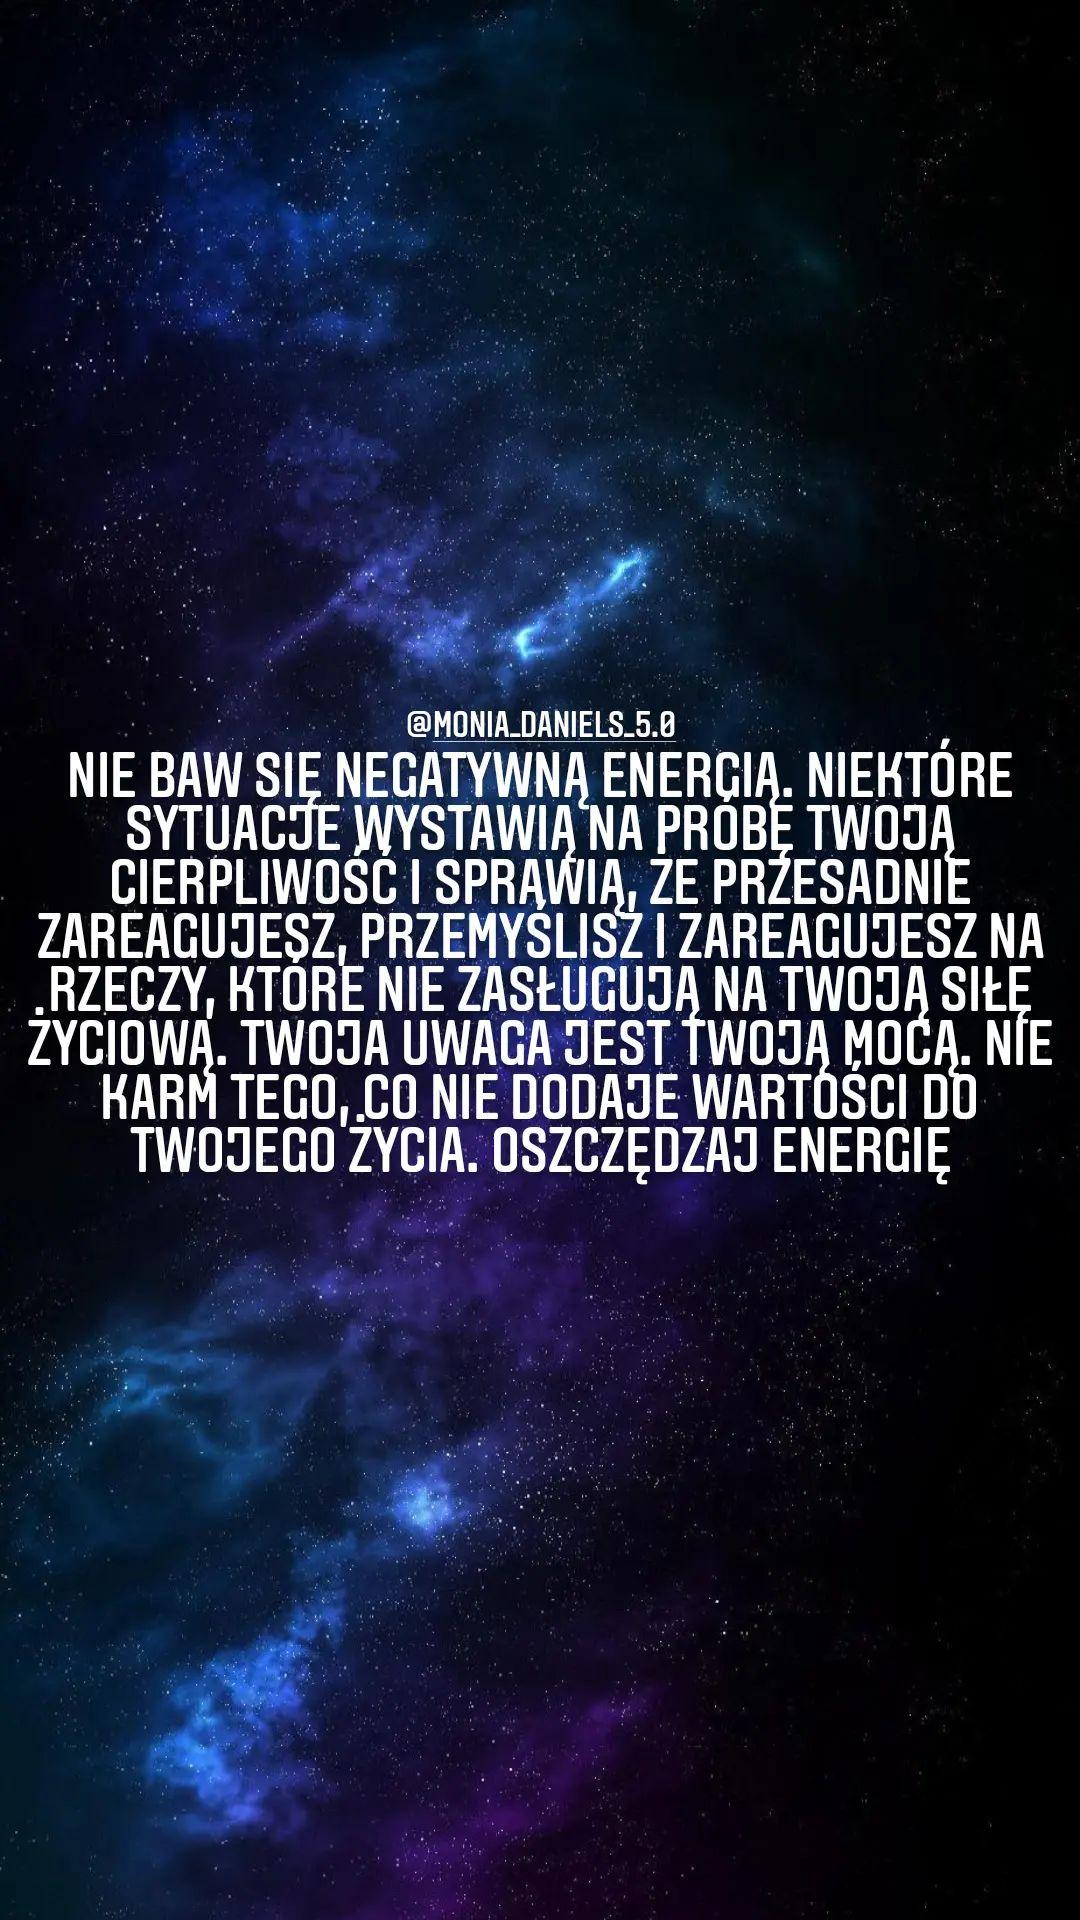 @MONIA_DANIELS_5.0
NIE BAW SIĘ NEGATYWNĄ ENERGIĄ. NIEKTÓRE
SYTUACJE WYSTAWIĄ NA PRÓBĘ TWOJĄ
CIERPLIWOŚĆ I SPRAWIĄ, ŻE PRZESADNIE
ZAREAGUJESZ, PRZEMYŚLISZ I ZAREAGUJESZ NA
RZECZY, KTÓRE NIE ZASŁUGUJĄ NA TWOJĄ SIŁĘ
ŻYCIOWĄ. TWOJA UWAGA JEST TWOJĄ MOCĄ. NIE
KARM TEGO, CO NIE DODAJE WARTOŚCI DO
TWOJEGO ŻYCIA. OSZCZĘDZAJ ENERGIĘ